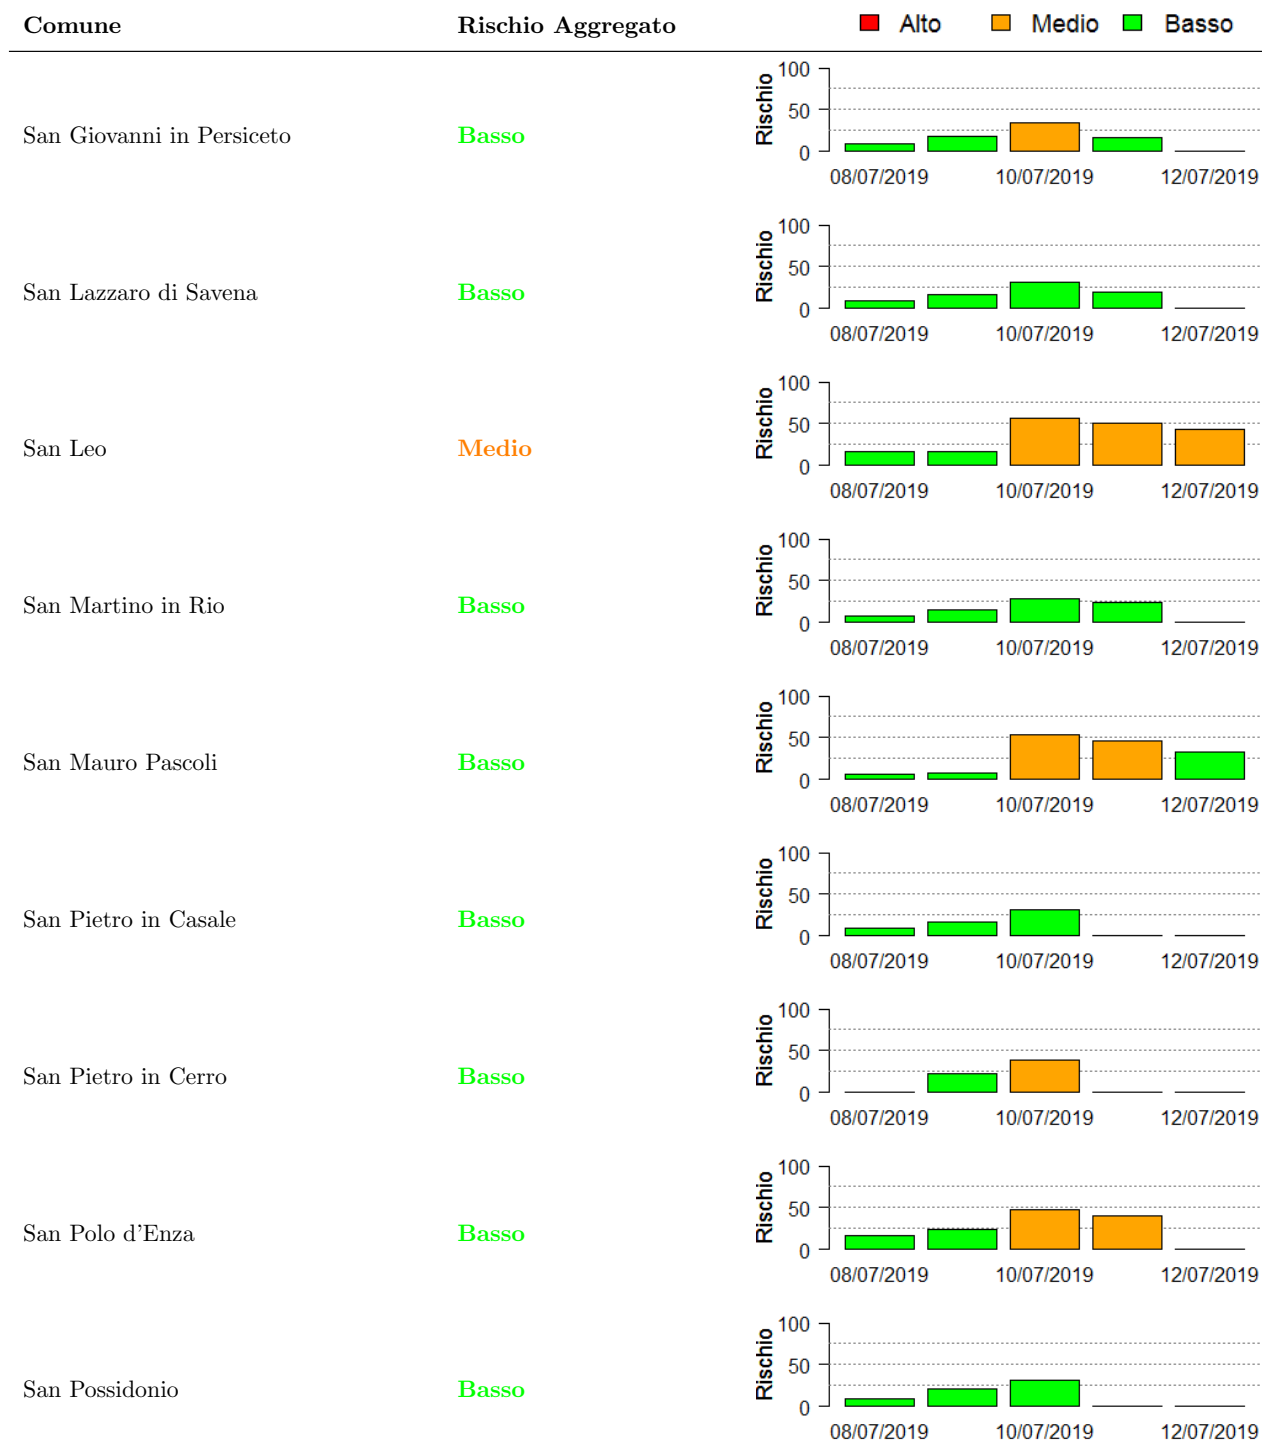 Comune Rischio Aggregato Alto Medio Basso
100
50
0
Rischio
San Giovanni in Persiceto Basso
08/07/2019 10/07/2019 12/07/2019
100
50
0
Rischio
San Lazzaro di Savena Basso
08/07/2019 10/07/2019 12/07/2019
100
50
0
Rischio
San Leo Medio
08/07/2019 10/07/2019 12/07/2019
100
50
0
Rischio
San Martino in Rio Basso
08/07/2019 10/07/2019 12/07/2019
100
50
0
Rischio
San Mauro Pascoli Basso
08/07/2019 10/07/2019 12/07/2019
100
50
0
Rischio
San Pietro in Casale Basso
08/07/2019 10/07/2019 12/07/2019
100
50
0
Rischio
San Pietro in Cerro Basso
08/07/2019 10/07/2019 12/07/2019
100
50
0
Rischio
San Polo d'Enza Basso
08/07/2019 10/07/2019 12/07/2019
100
50
0
Rischio
San Possidonio Basso
08/07/2019 10/07/2019 12/07/2019